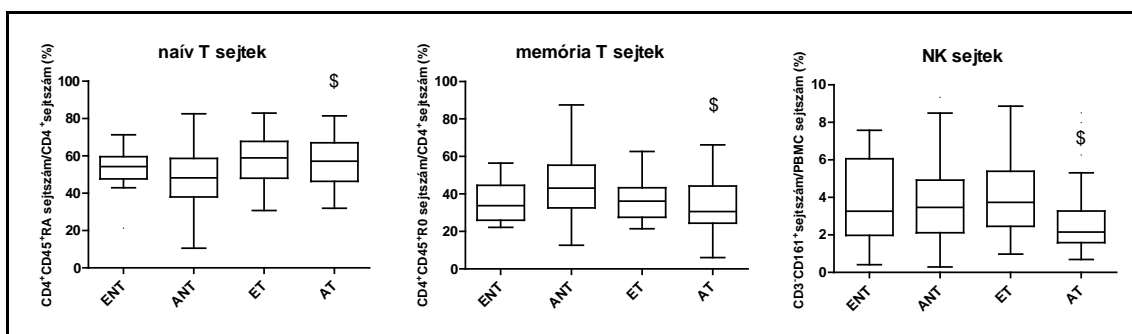 naív T sejtek
CD4⁺CD45⁺RA sejtszám/CD4⁺sejtszám (%)
100
80
60
40
20
0
$
ENT
ANT
ET
AT
memória T sejtek
CD4⁺CD45⁺R0 sejtszám/CD4⁺sejtszám (%)
100
80
60
40
20
0
$
ENT
ANT
ET
AT
NK sejtek
CD3⁻CD161⁺sejtszám/PBMC sejtszám (%)
10
8
6
4
2
0
$
ENT
ANT
ET
AT